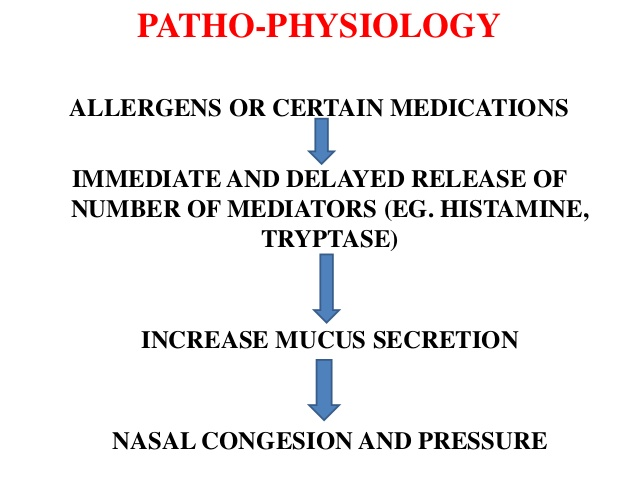 PATHO-PHYSIOLOGY
ALLERGENS OR CERTAIN MEDICATIONS
IMMEDIATE AND DELAYED RELEASE OF
NUMBER OF MEDIATORS (EG. HISTAMINE,
TRYPTASE)
INCREASE MUCUS SECRETION
NASAL CONGESION AND PRESSURE